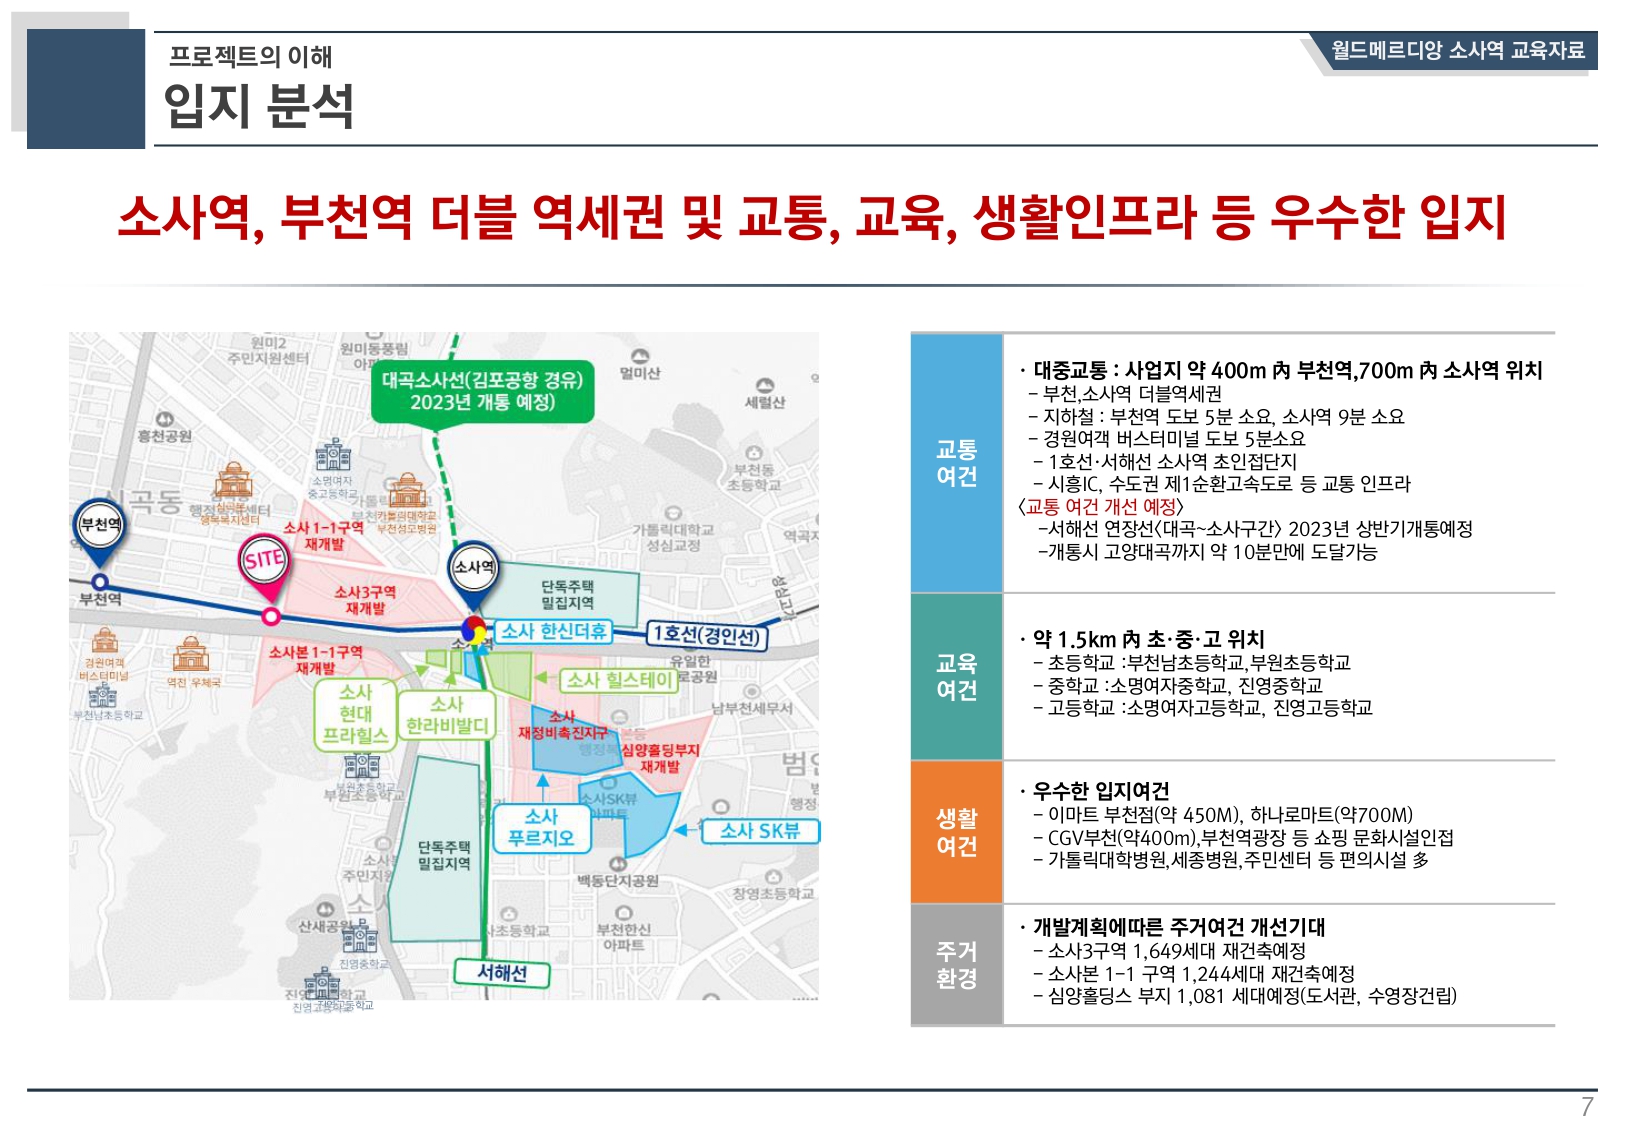 프로젝트의 이해
입지 분석
월드메르디앙 소사역 교육자료
소사역, 부천역 더블 역세권 및 교통, 교육, 생활인프라 등 우수한 입지
원미2
주민지원센터
원미동풍림
대곡소사선(김포공항 경유)
2023년 개통 예정)
멀미산
세렬산
흥천공원
소명여자
중고등학교
부천동
초등학교
부천역
SITE
소사 1-1구역
재개발
가톨릭대학교
부천성모병원
가톨릭대학교
성심교정
역곡
소사역
부천역
소사3구역
재개발
단독주택
밀집지역
성심고가
소사 한신더휴
1호선(경인선)
유일한
로공원
경원여객
버스터미널
역전 우체국
부천남초등학교
소사본 1-1구역
재개발
소사
현대
프라힐스
소사
한라비발디
소사 힐스테이
남부천세무서
소사
재정비촉진지구
심양홀딩부지
재개발
부원초등학교
범안
행정
소사SK뷰
아파트
소사
푸르지오
소사 SK뷰
단독주택
밀집지역
소사
주민지원
백동단지공원
창영초등학교
산새공원
사초등학교
부천한신
아파트
진영중학교
서해선
진영고등학교
교통
여건
· 대중교통 : 사업지 약 400m 內 부천역,700m 內 소사역 위치
– 부천,소사역 더블역세권
– 지하철 : 부천역 도보 5분 소요, 소사역 9분 소요
– 경원여객 버스터미널 도보 5분소요
– 1호선·서해선 소사역 초인접단지
– 시흥IC, 수도권 제1순환고속도로 등 교통 인프라
<교통 여건 개선 예정>
–서해선 연장선<대곡~소사구간> 2023년 상반기개통예정
–개통시 고양대곡까지 약 10분만에 도달가능
교육
여건
· 약 1.5km 內 초·중·고 위치
– 초등학교 :부천남초등학교,부원초등학교
– 중학교 :소명여자중학교, 진영중학교
– 고등학교 :소명여자고등학교, 진영고등학교
생활
여건
· 우수한 입지여건
– 이마트 부천점(약 450M), 하나로마트(약700M)
– CGV부천(약400m),부천역광장 등 쇼핑 문화시설인접
– 가톨릭대학병원,세종병원,주민센터 등 편의시설 多
주거
환경
· 개발계획에따른 주거여건 개선기대
– 소사3구역 1,649세대 재건축예정
– 소사본 1-1 구역 1,244세대 재건축예정
– 심양홀딩스 부지 1,081 세대예정(도서관, 수영장건립)
7